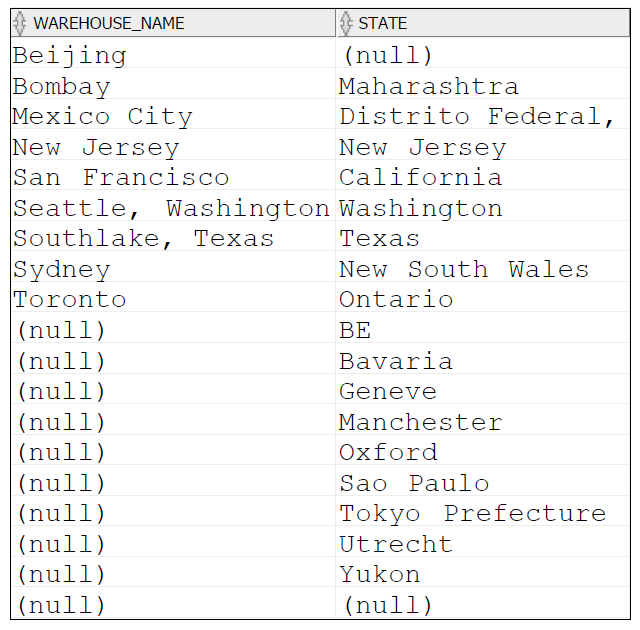 WAREHOUSE_NAME STATE
Beijing (null)
Bombay Maharashtra
Mexico City Distrito Federal,
New Jersey New Jersey
San Francisco California
Seattle, Washington Washington
Southlake, Texas Texas
Sydney New South Wales
Toronto Ontario
(null) BE
(null) Bavaria
(null) Geneve
(null) Manchester
(null) Oxford
(null) Sao Paulo
(null) Tokyo Prefecture
(null) Utrecht
(null) Yukon
(null) (null)